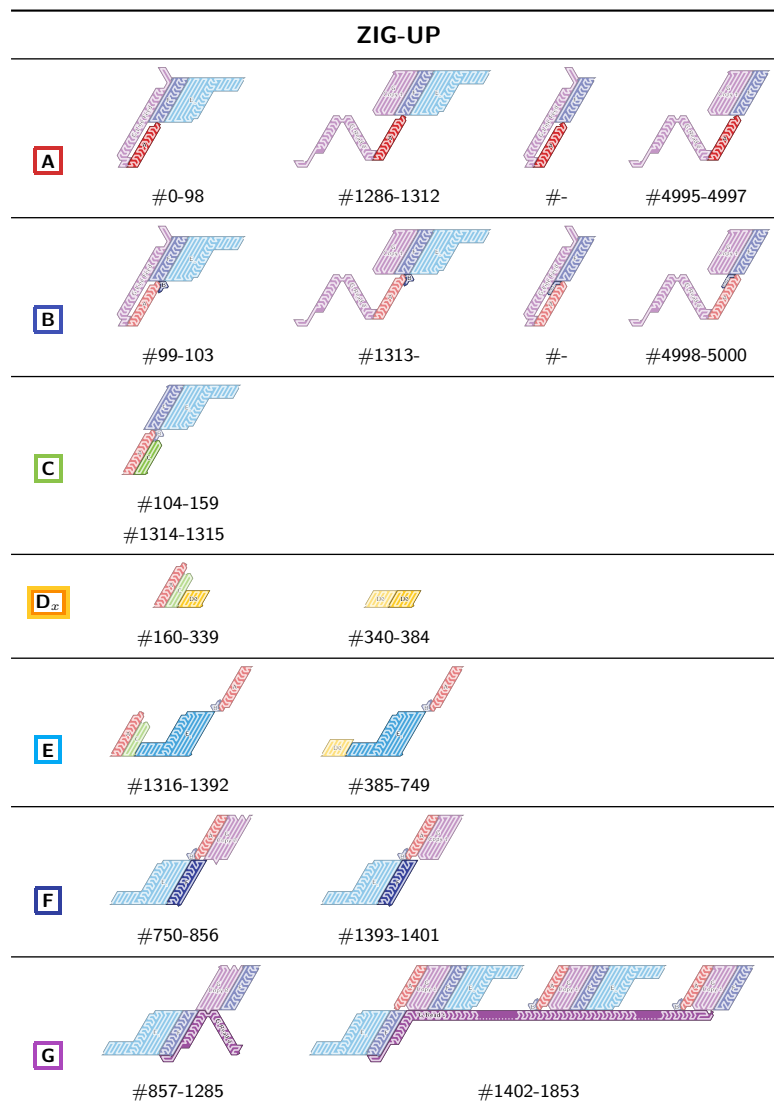 ZIG-UP
A
#0-98 #1286-1312 #- #4995-4997
B
#99-103 #1313- #- #4998-5000
C
#104-159
#1314-1315
Dx
#160-339 #340-384
E
#1316-1392 #385-749
F
#750-856 #1393-1401
G
#857-1285 #1402-1853